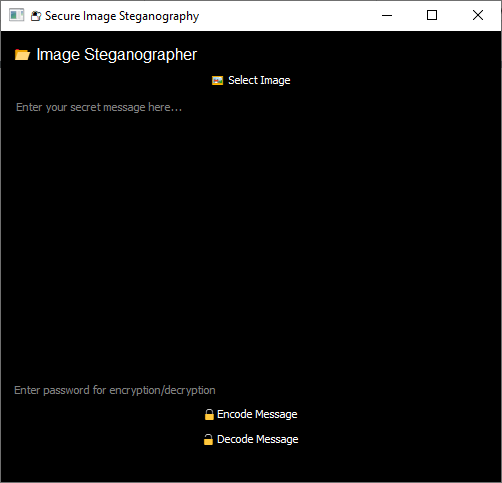 Secure Image Steganography
Image Steganographer
Select Image
Enter your secret message here...
Enter password for encryption/decryption
Encode Message
Decode Message